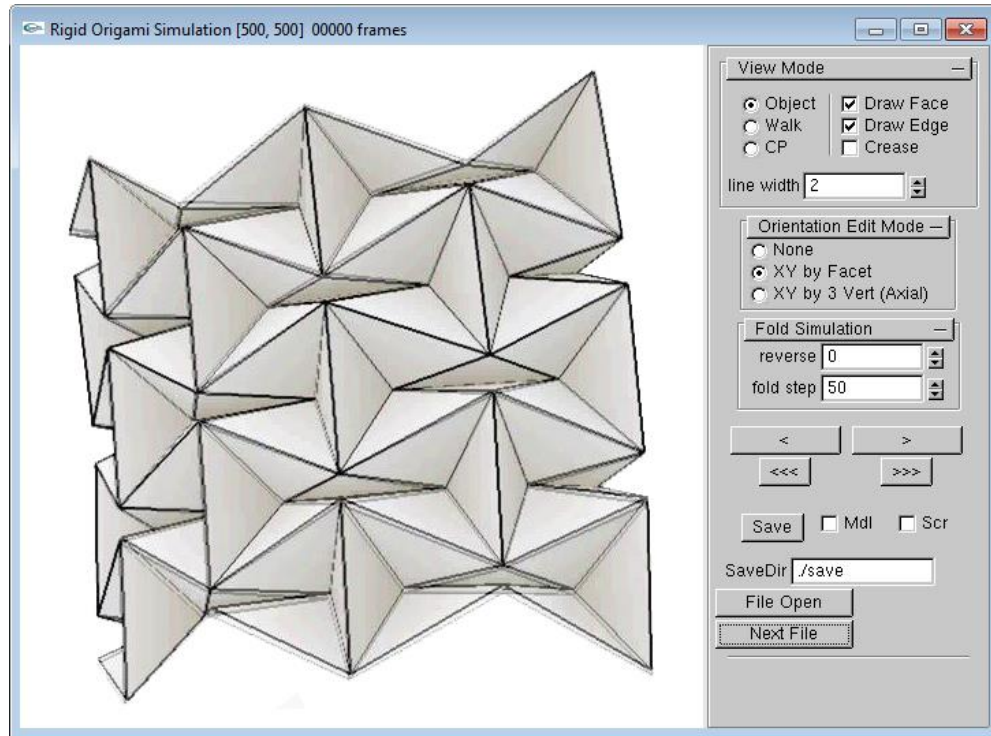 Rigid Origami Simulation [500, 500] 00000 frames
View Mode
Object
Draw Face
Walk
Draw Edge
CP
Crease
line width 2
Orientation Edit Mode
None
XY by Facet
XY by 3 Vert (Axial)
Fold Simulation
reverse 0
fold step 50
< >
<<< >>>
Save Mdl Scr
SaveDir ./save
File Open
Next File